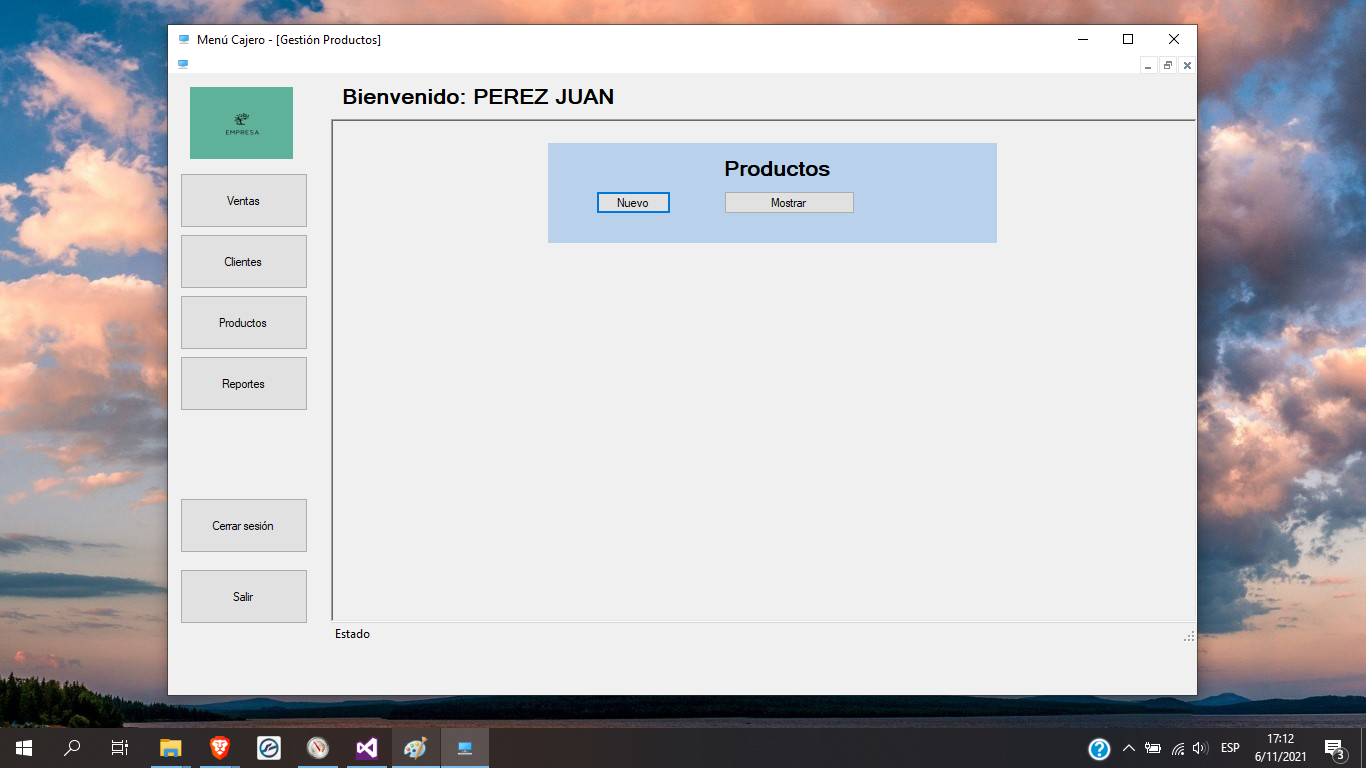 Menú Cajero - [Gestión Productos]
Bienvenido: PEREZ JUAN
EMPRESA
Productos
Nuevo
Mostrar
Ventas
Clientes
Productos
Reportes
Cerrar sesión
Salir
Estado
ESP
17:12
6/11/2021
3